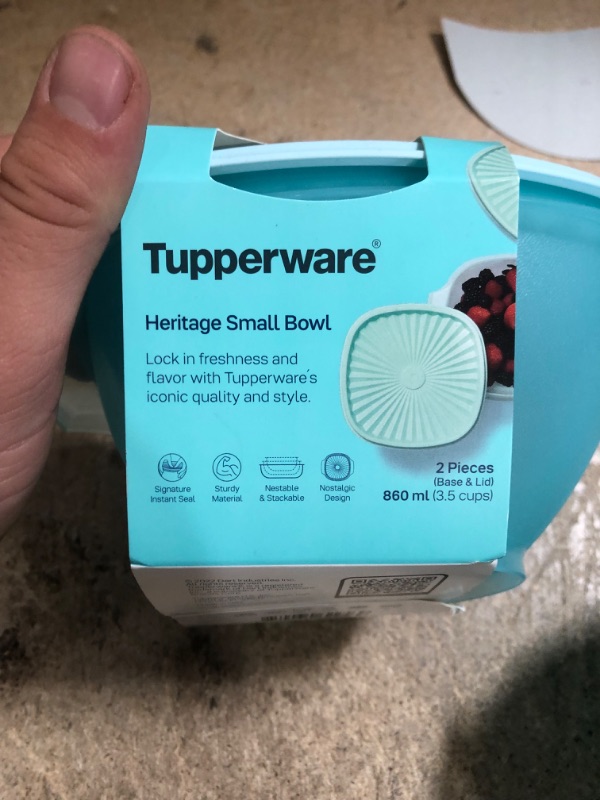 Tupperware®
Heritage Small Bowl
Lock in freshness and
flavor with Tupperware's
iconic quality and style.
Signature
Instant Seal
Sturdy
Material
Nestable
& Stackable
Nostalgic
Design
2 Pieces
(Base & Lid)
860 ml (3.5 cups)